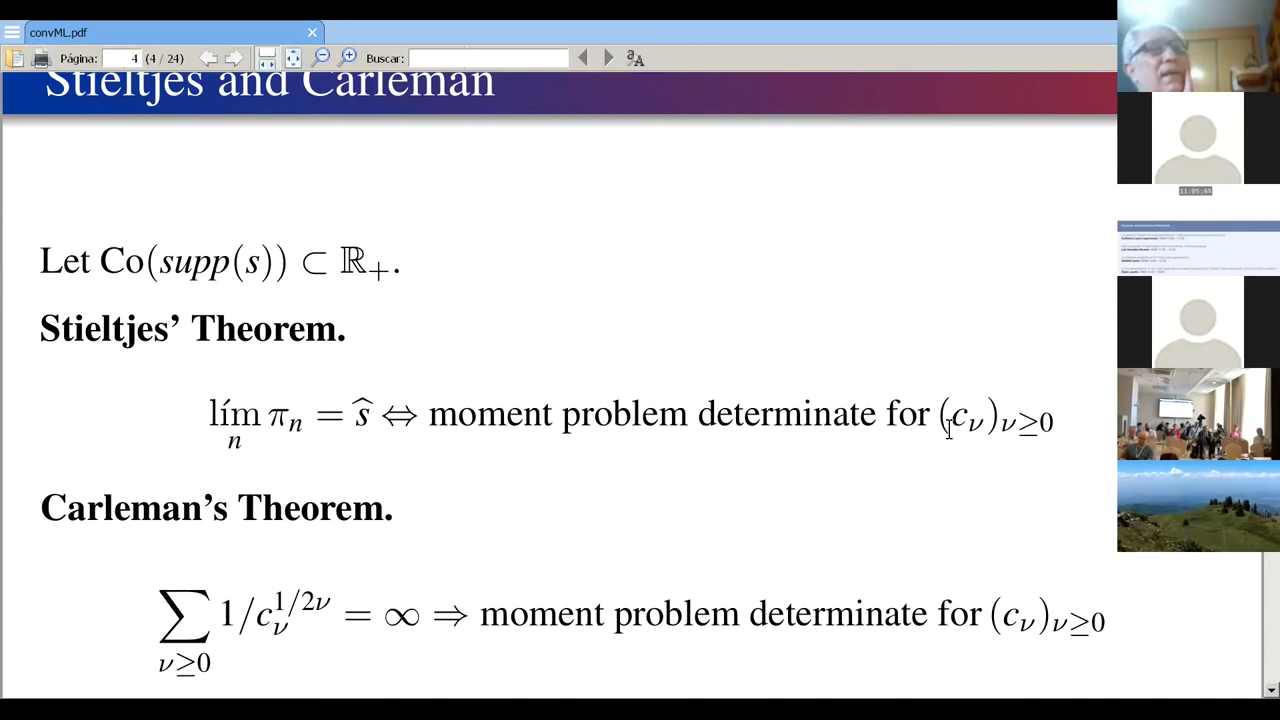 convML.pdf
Página: 4 (4 / 24) Buscar:
Stieltjes and Carleman
Let Co(supp(s)) ⊂ ℝ₊.
Stieltjes' Theorem.
lím_n π_n = ŝ ⇔ moment problem determinate for (c_ν)_{ν≥0}
Carleman's Theorem.
∑_{ν≥0} 1/c_ν^{1/2ν} = ∞ ⇒ moment problem determinate for (c_ν)_{ν≥0}